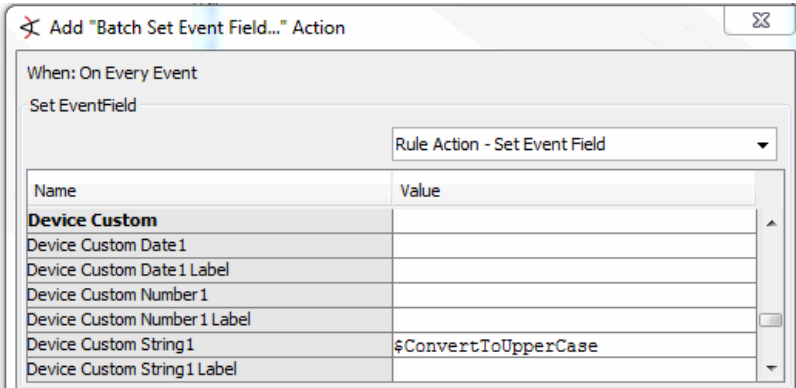 Add "Batch Set Event Field..." Action
When: On Every Event
Set EventField
Rule Action - Set Event Field
Name Value
Device Custom
Device Custom Date1
Device Custom Date1 Label
Device Custom Number1
Device Custom Number1 Label
Device Custom String1 $ConvertToUpperCase
Device Custom String1 Label